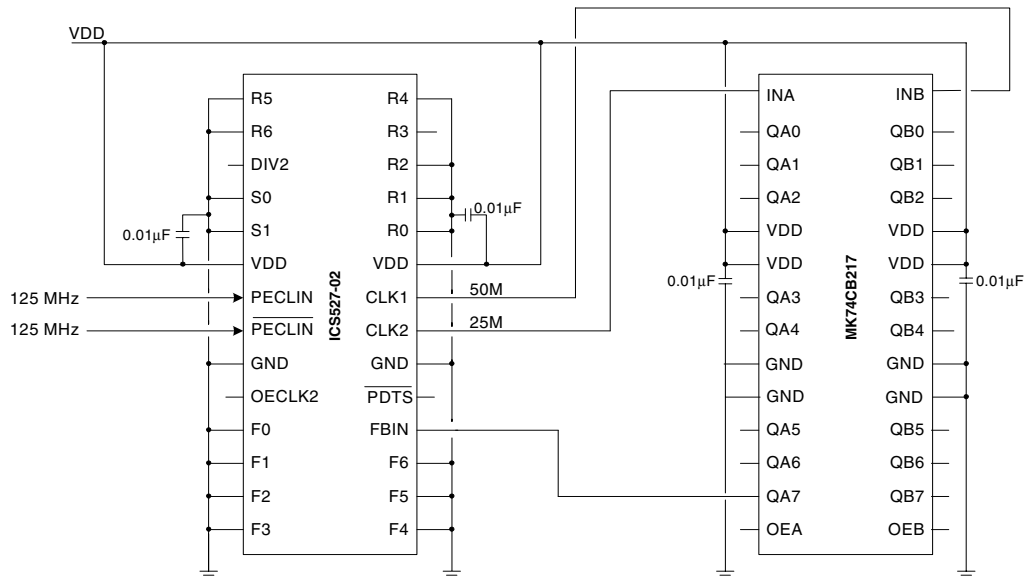 VDD
R5 R4 INA INB
R6 R3 QA0 QB0
DIV2 R2 QA1 QB1
S0 R1 QA2 QB2
0.01μF
0.01μF
S1 R0 VDD VDD
VDD VDD VDD VDD
0.01μF
0.01μF
125 MHz PECLIN CLK1 50M QA3 QB3
125 MHz PECLIN CLK2 25M QA4 QB4
ICS527-02
MK74CB217
GND GND GND GND
OECLK2 PDTS GND GND
F0 FBIN QA5 QB5
F1 F6 QA6 QB6
F2 F5 QA7 QB7
F3 F4 OEA OEB